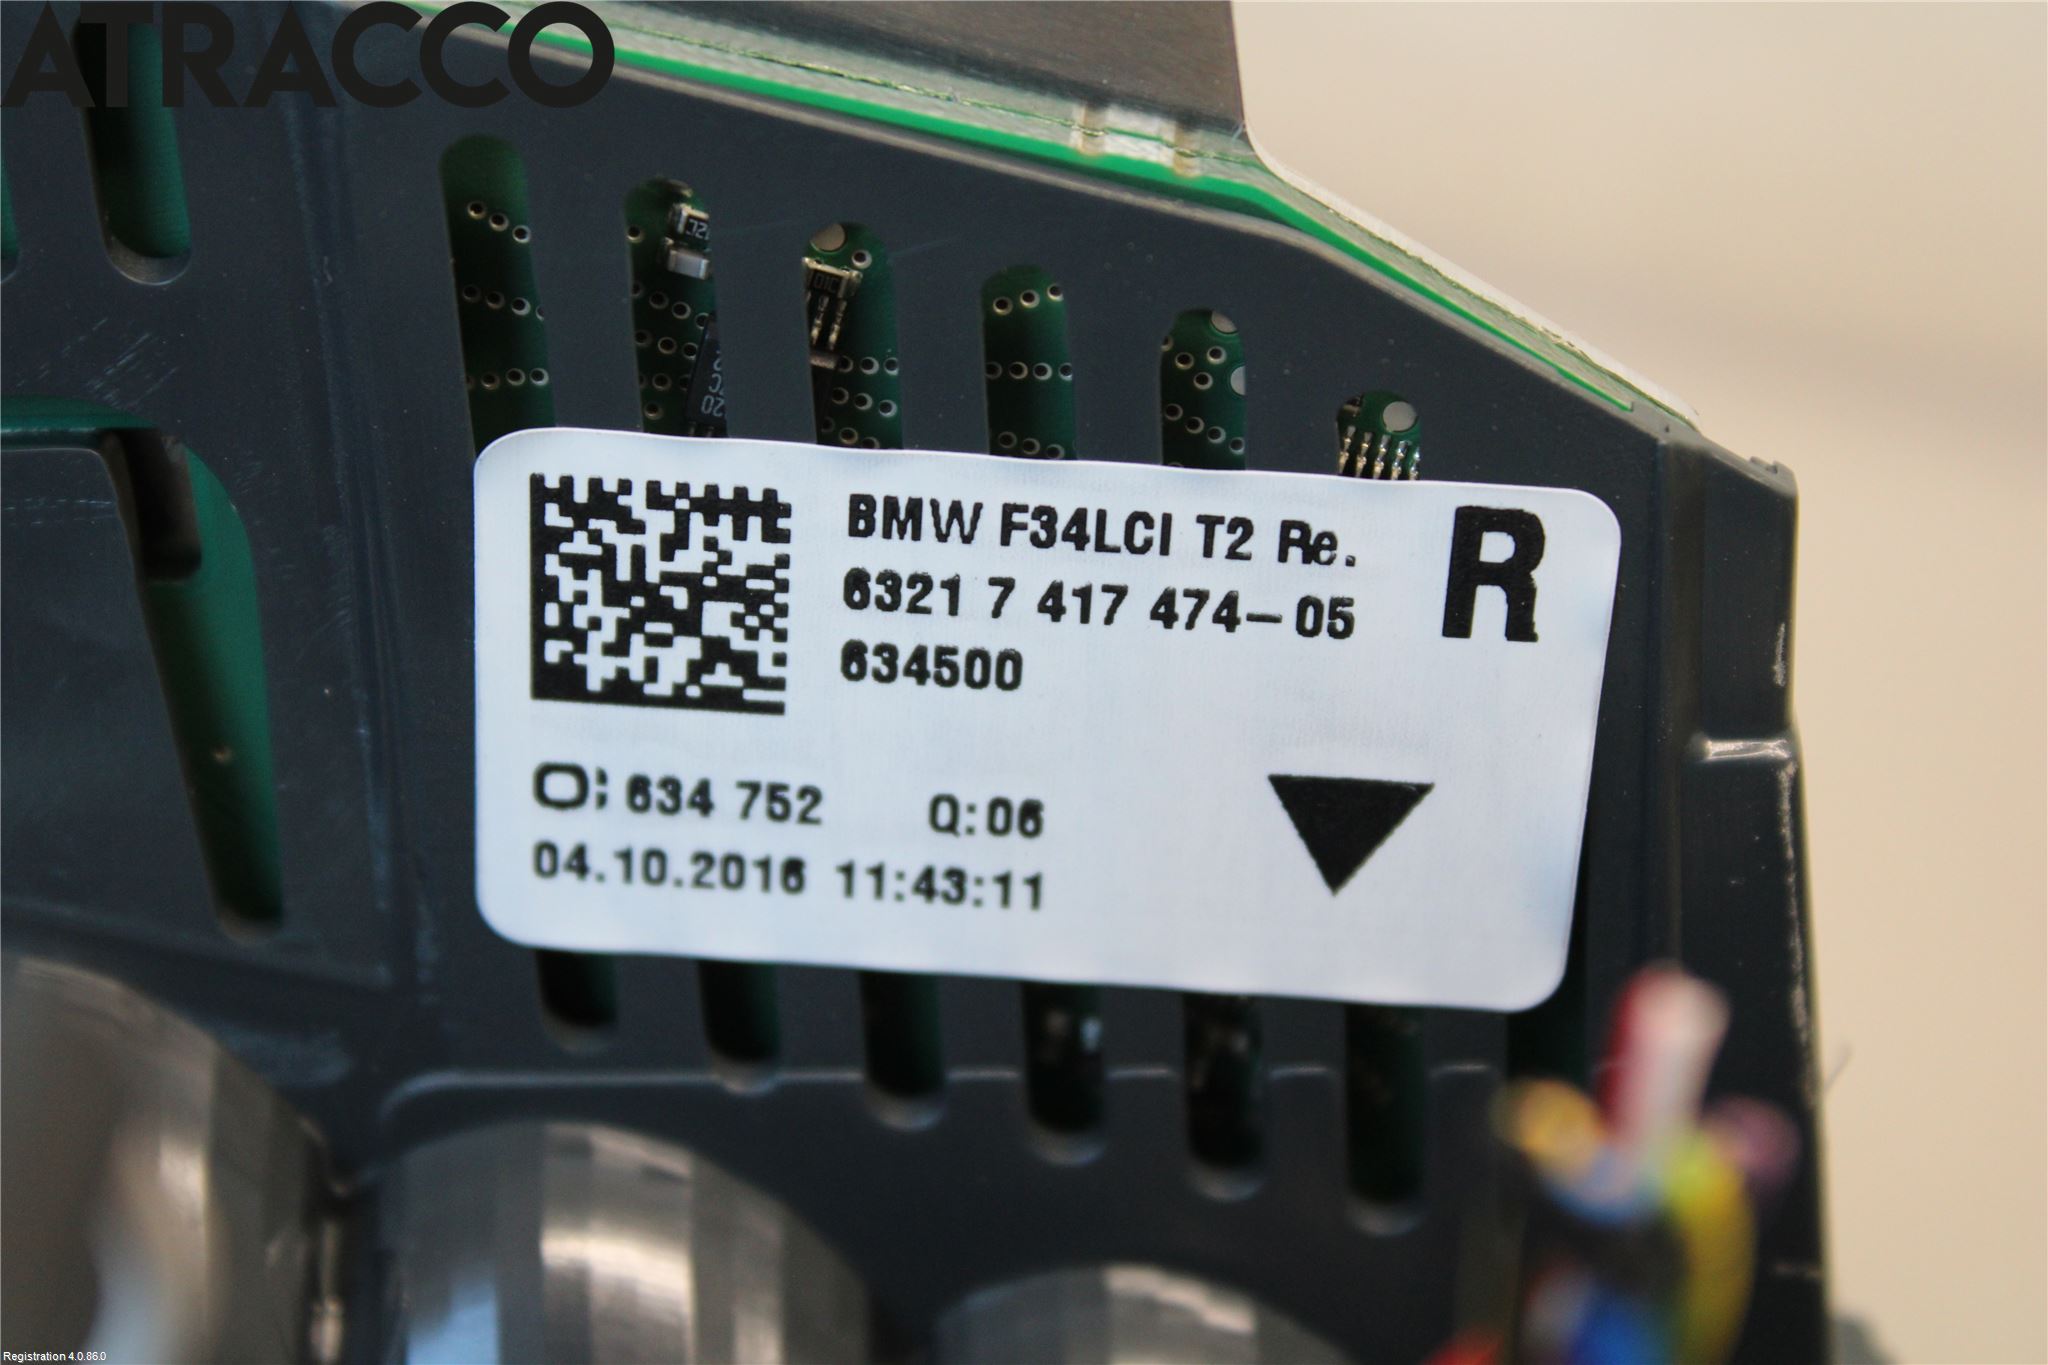 ATRACCO
BMW F34LCI T2 Re.
R
6321 7 417 474-05
634500
O: 634 752 Q:06
04.10.2016 11:43:11
Registration 4.0.86.0